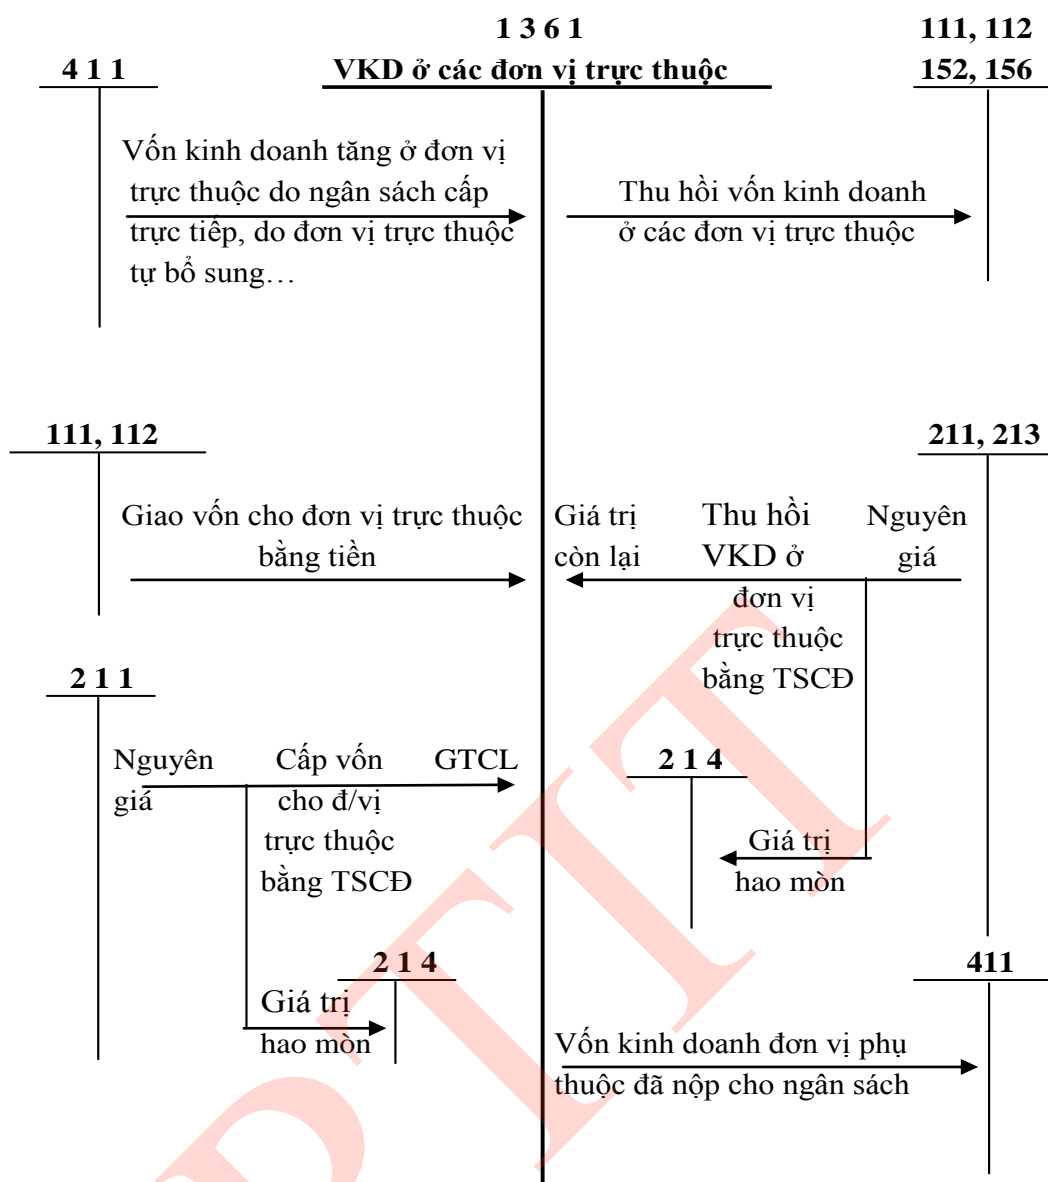 1 3 6 1
VKD ở các đơn vị trực thuộc
111, 112
152, 156
4 1 1
Vốn kinh doanh tăng ở đơn vị
trực thuộc do ngân sách cấp
trực tiếp, do đơn vị trực thuộc
tự bổ sung…
Thu hồi vốn kinh doanh
ở các đơn vị trực thuộc
111, 112
211, 213
Giao vốn cho đơn vị trực thuộc
bằng tiền
Giá trị
còn lại
Thu hồi
VKD ở
đơn vị
trực thuộc
bằng TSCĐ
Nguyên
giá
2 1 1
Nguyên
giá
Cấp vốn
cho đ/vị
trực thuộc
bằng TSCĐ
GTCL
2 1 4
Giá trị
hao mòn
2 1 4
Giá trị
hao mòn
411
Vốn kinh doanh đơn vị phụ
thuộc đã nộp cho ngân sách
PTIT